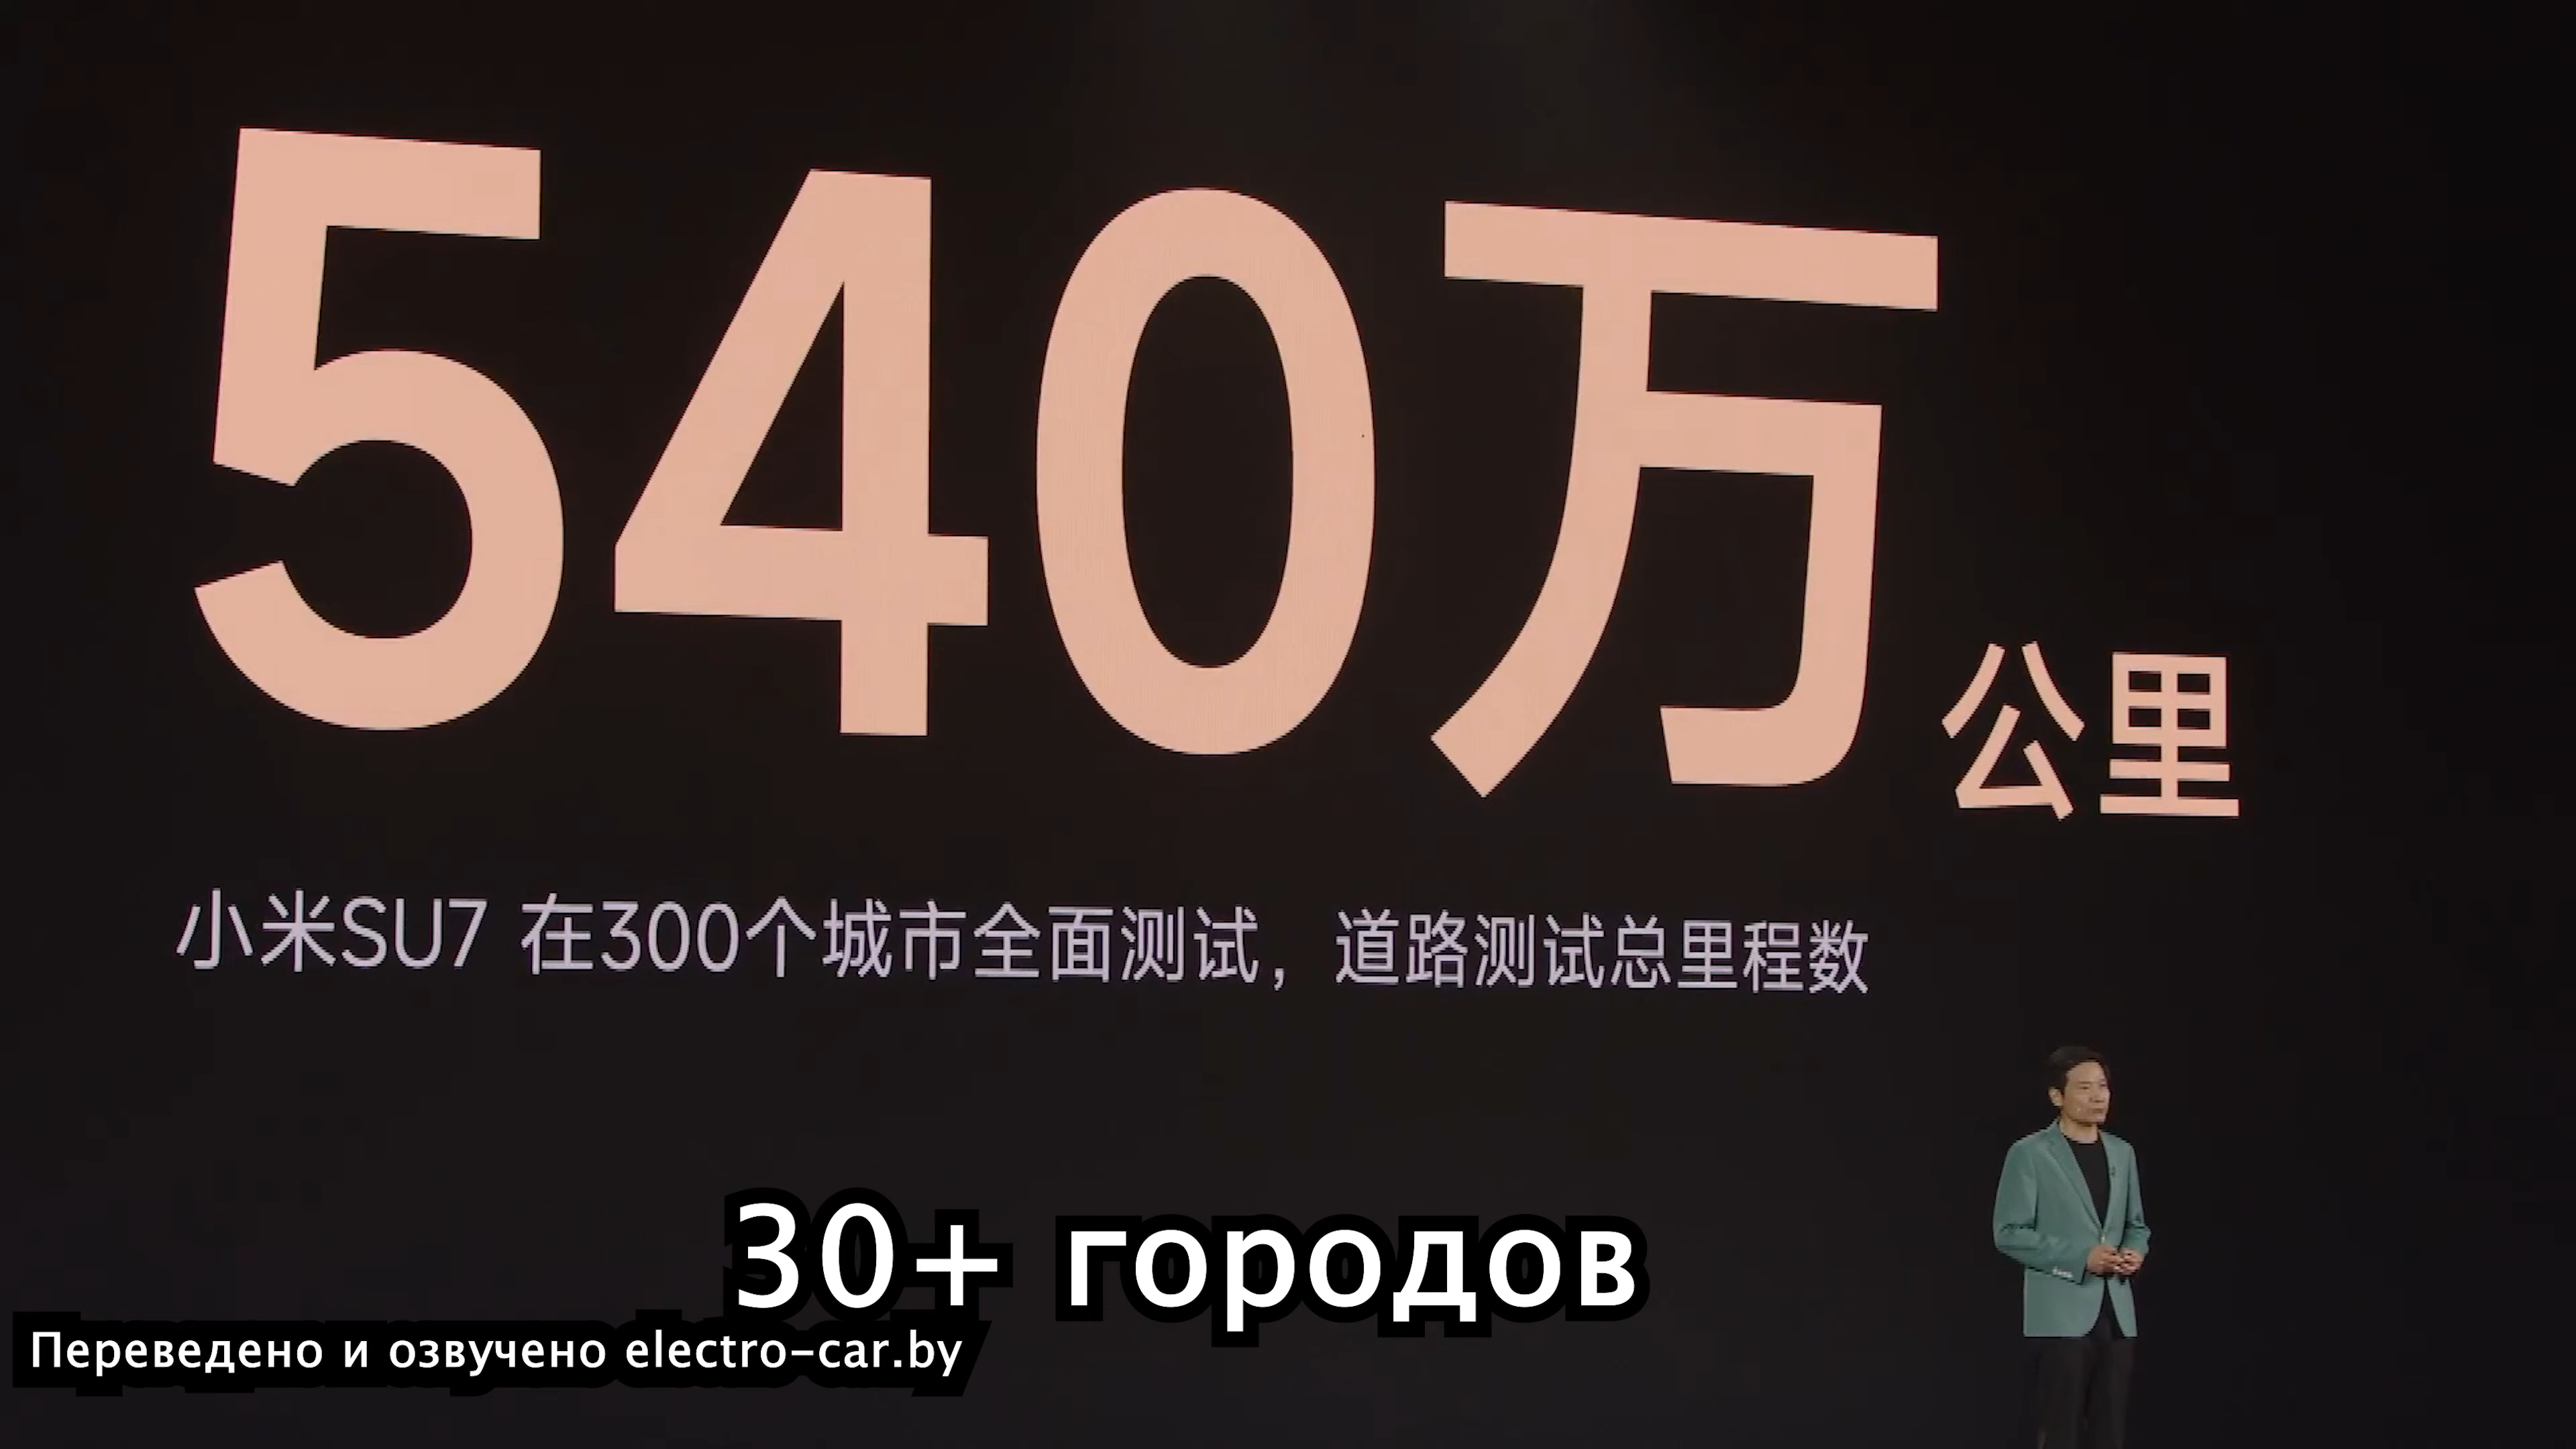 540万公里
小米SU7 在300个城市全面测试，道路测试总里程数
30+ городов
Переведено и озвучено electro-car.by